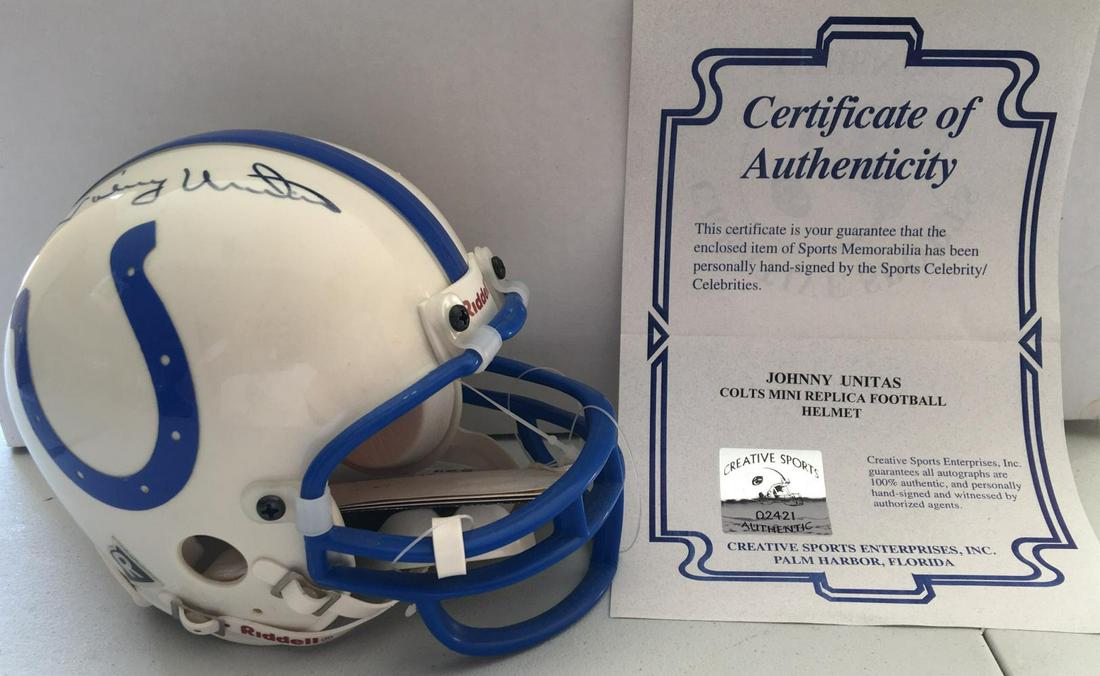 Johnny Unitas
Riddell
Riddell
Certificate of
Authenticity
This certificate is your guarantee that the
enclosed item of Sports Memorabilia has been
personally hand-signed by the Sports Celebrity/
Celebrities.
JOHNNY UNITAS
COLTS MINI REPLICA FOOTBALL
HELMET
CREATIVE SPORTS
02421
AUTHENTIC
Creative Sports Enterprises, Inc.
guarantees all autographs are
100% authentic, and personally
hand-signed and witnessed by
authorized agents.
CREATIVE SPORTS ENTERPRISES, INC.
PALM HARBOR, FLORIDA